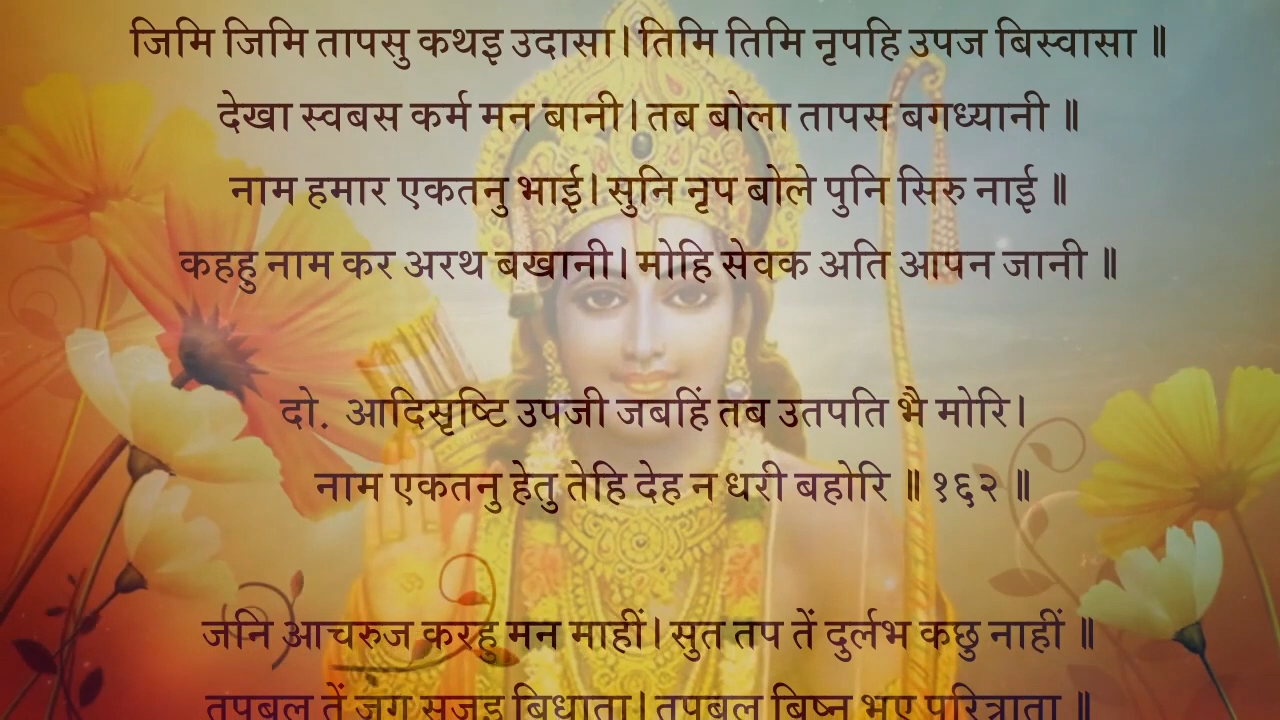 जिमि जिमि तापसु कथइ उदासा। तिमि तिमि नृपहि उपज बिस्वासा ॥
देखा स्वबस कर्म मन बानी। तब बोला तापस बगध्यानी ॥
नाम हमार एकतनु भाई। सुनि नृप बोले पुनि सिरु नाई ॥
कहहु नाम कर अरथ बखानी। मोहि सेवक अति आपन जानी ॥
दो. आदिसृष्टि उपजी जबहिं तब उतपति भै मोरि।
नाम एकतनु हेतु तेहि देह न धरी बहोरि ॥ १६२ ॥
जनि आचरुज करहु मन माहीं। सुत तप तें दुर्लभ कछु नाहीं ॥
तपबल तें जग सृजइ बिधाता। तपबल बिष्नु भए परित्राता ॥